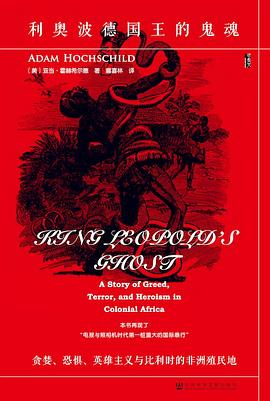 利奥波德国王的鬼魂
ADAM HOCHSCHILD
〔美〕亚当·霍赫希尔德 著 扈喜林 译
KING LEOPOLD'S
GHOST
A Story of Greed,
Terror, and Heroism in
Colonial Africa
本书再现了
“电报与照相机时代第一桩重大的国际暴行”
贪婪、恐惧、英雄主义与比利时的非洲殖民地